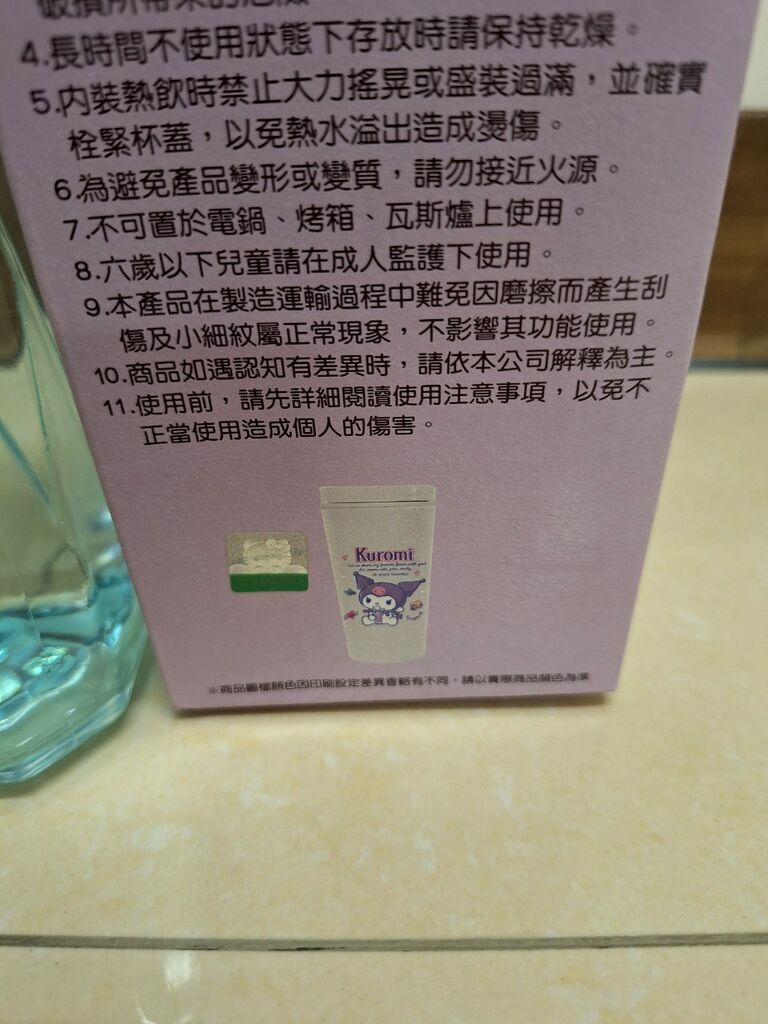 破損所帶來的危險
4.長時間不使用狀態下存放時請保持乾燥。
5.內裝熱飲時禁止大力搖晃或盛裝過滿，並確實
栓緊杯蓋，以免熱水溢出造成燙傷。
6.為避免產品變形或變質，請勿接近火源。
7.不可置於電鍋、烤箱、瓦斯爐上使用。
8.六歲以下兒童請在成人監護下使用。
9.本產品在製造運輸過程中難免因磨擦而產生刮
傷及小細紋屬正常現象，不影響其功能使用。
10.商品如遇認知有差異時，請依本公司解釋為主。
11.使用前，請先詳細閱讀使用注意事項，以免不
正當使用造成個人的傷害。
Kuromi
※商品圖檔顏色因印刷設定差異會略有不同，請以實際商品顏色為準